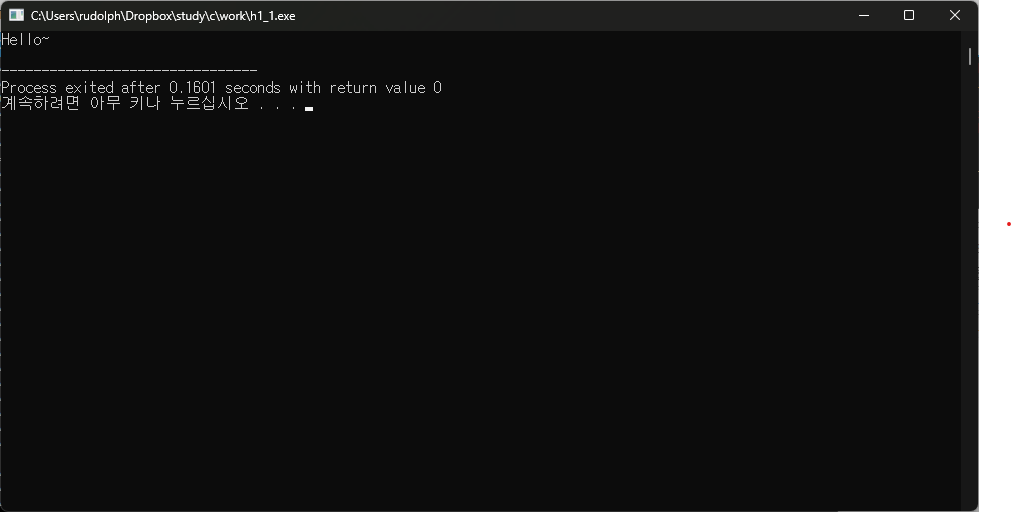 C:\Users\rudolph\Dropbox\study\c\work\h1_1.exe
Hello~
--------------------------------
Process exited after 0.1601 seconds with return value 0
계속하려면 아무 키나 누르십시오 . . .